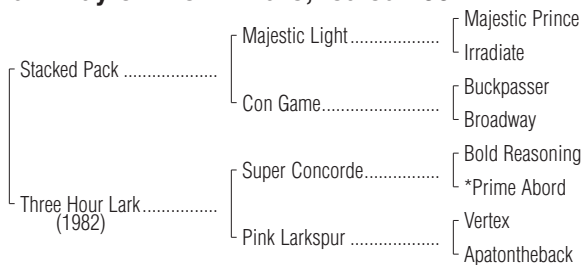 Majestic Prince
Majestic Light...................
Irradiate
Stacked Pack ....................
Buckpasser
Con Game.........................
Broadway
Bold Reasoning
Super Concorde................
*Prime Abord
Three Hour Lark................
(1982)
Vertex
Pink Larkspur ....................
Apatontheback